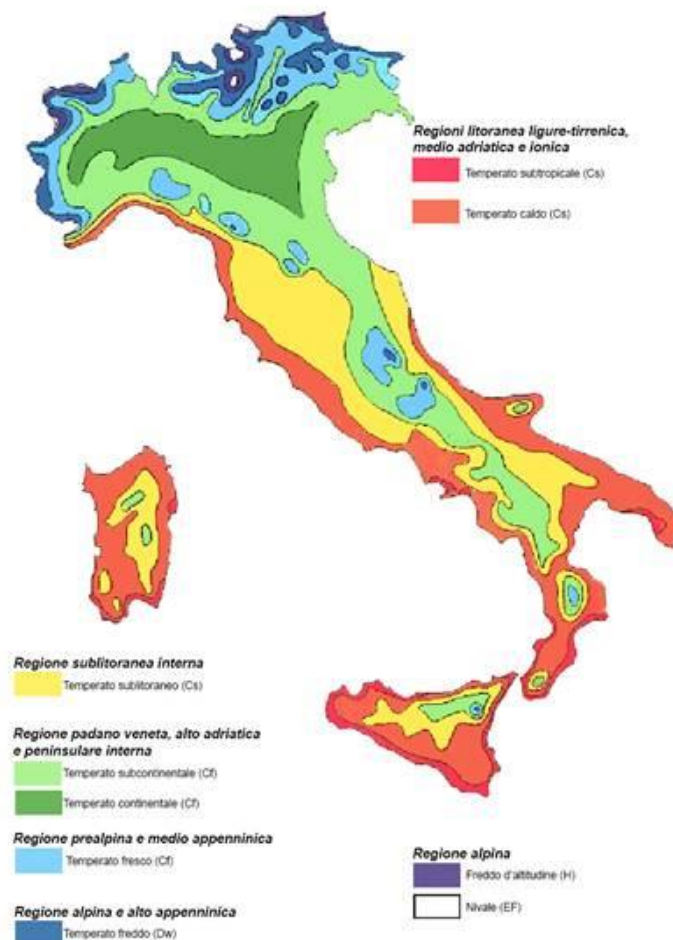 Regioni litoranea ligure-tirrenica,
medio adriatica e ionica
Temperato subtropicale (Cs)
Temperato caldo (Cs)
Regione sublitoranea interna
Temperato sublitoraneo (Cs)
Regione padano veneta, alto adriatica
e peninsulare interna
Temperato subcontinentale (Cf)
Temperato continentale (Cf)
Regione prealpina e medio appenninica
Temperato fresco (Cf)
Regione alpina e alto appenninica
Temperato freddo (Dw)
Regione alpina
Freddo d'altitudine (H)
Nivale (EF)